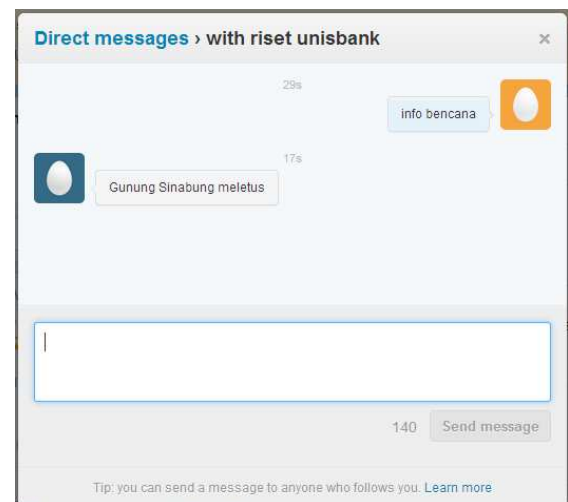 Direct messages › with riset unisbank ×
29s
info bencana
17s
Gunung Sinabung meletus
140 Send message
Tip: you can send a message to anyone who follows you. Learn more